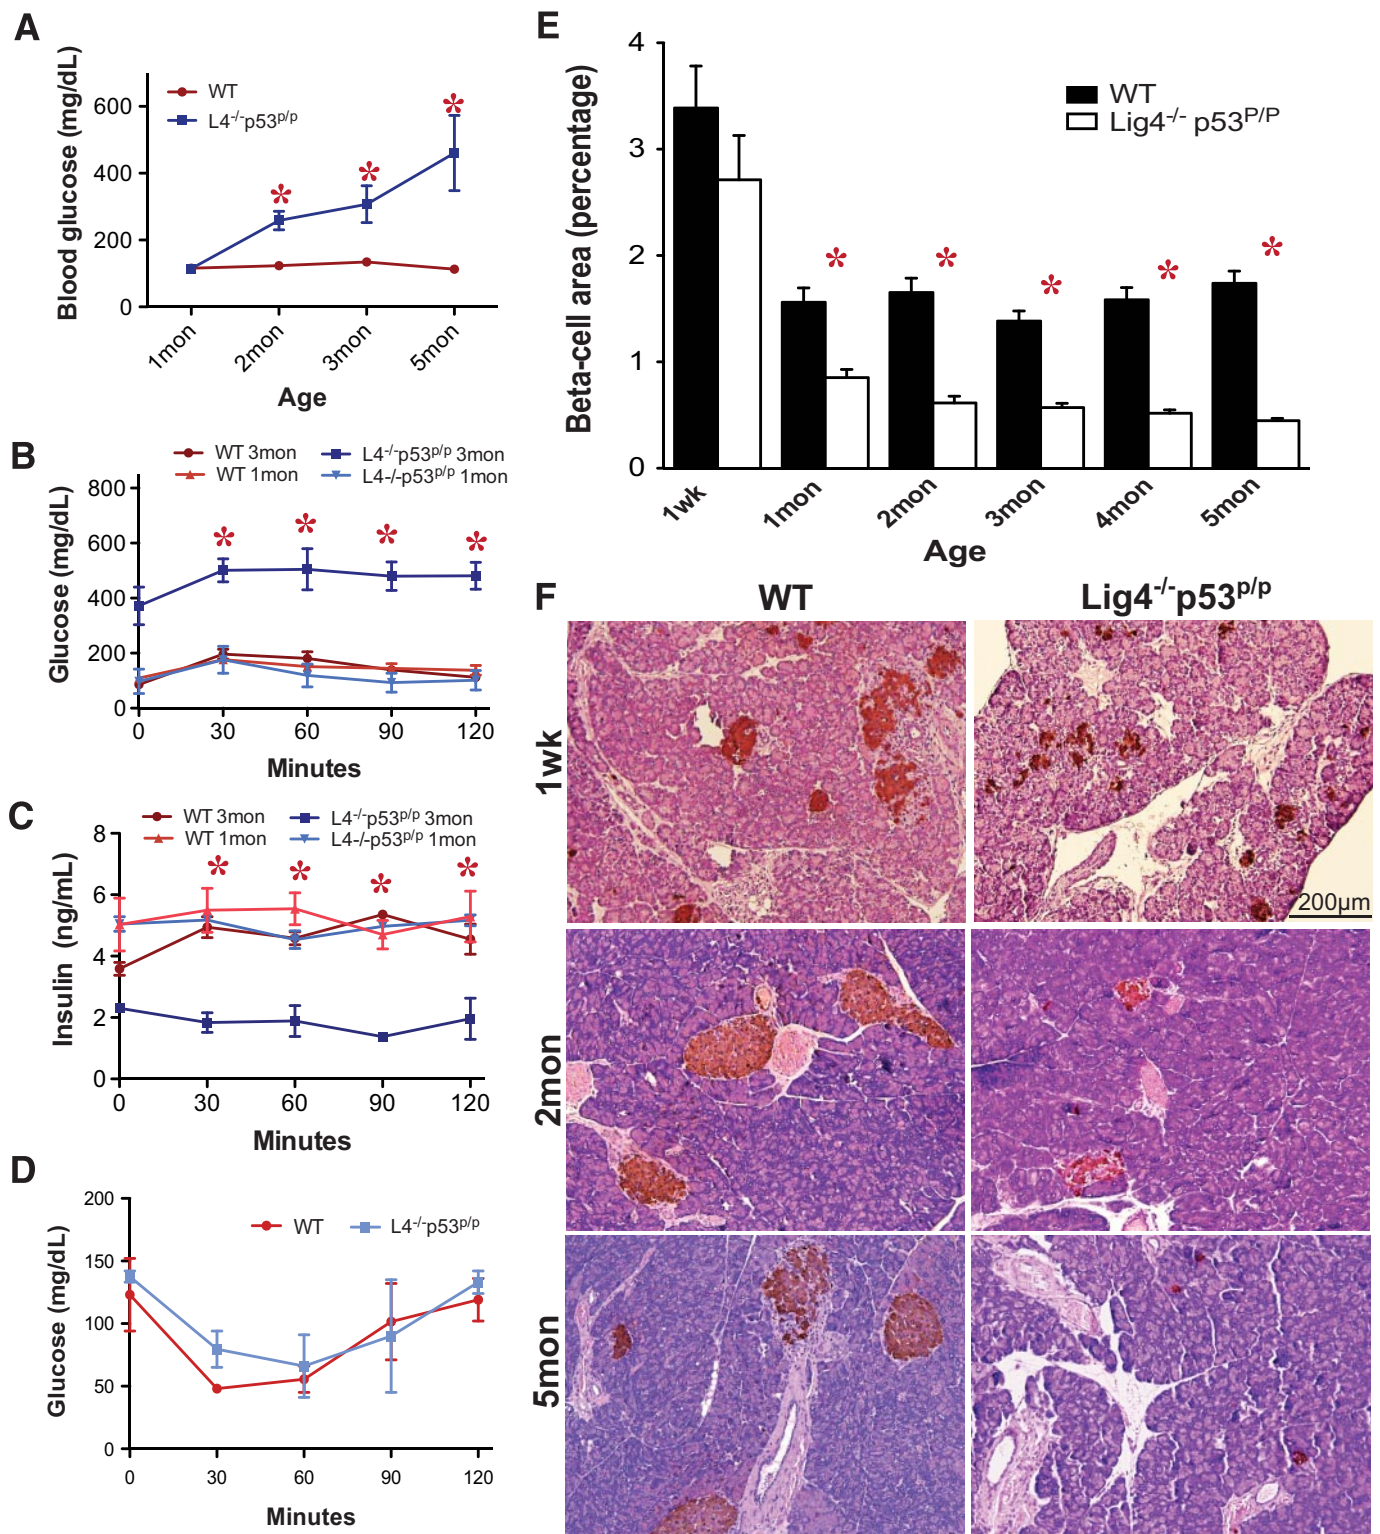 A
Blood glucose (mg/dL)
600
400
200
0
WT
L4-/-p53p/p
*
*
*
1mon
2mon
3mon
5mon
Age
B
WT 3mon
L4-/-p53p/p 3mon
WT 1mon
L4-/-p53p/p 1mon
Glucose (mg/dL)
800
600
400
200
0
* * * *
0 30 60 90 120
Minutes
C
WT 3mon
L4-/-p53p/p 3mon
WT 1mon
L4-/-p53p/p 1mon
Insulin (ng/mL)
8
6
4
2
0
* * * *
0 30 60 90 120
Minutes
D
Glucose (mg/dL)
200
150
100
50
0
WT
L4-/-p53p/p
0 30 60 90 120
Minutes
E
Beta-cell area (percentage)
4
3
2
1
0
WT
Lig4-/- p53P/P
* * * * *
1wk
1mon
2mon
3mon
4mon
5mon
Age
F
WT
Lig4-/-p53p/p
1wk
200µm
2mon
5mon